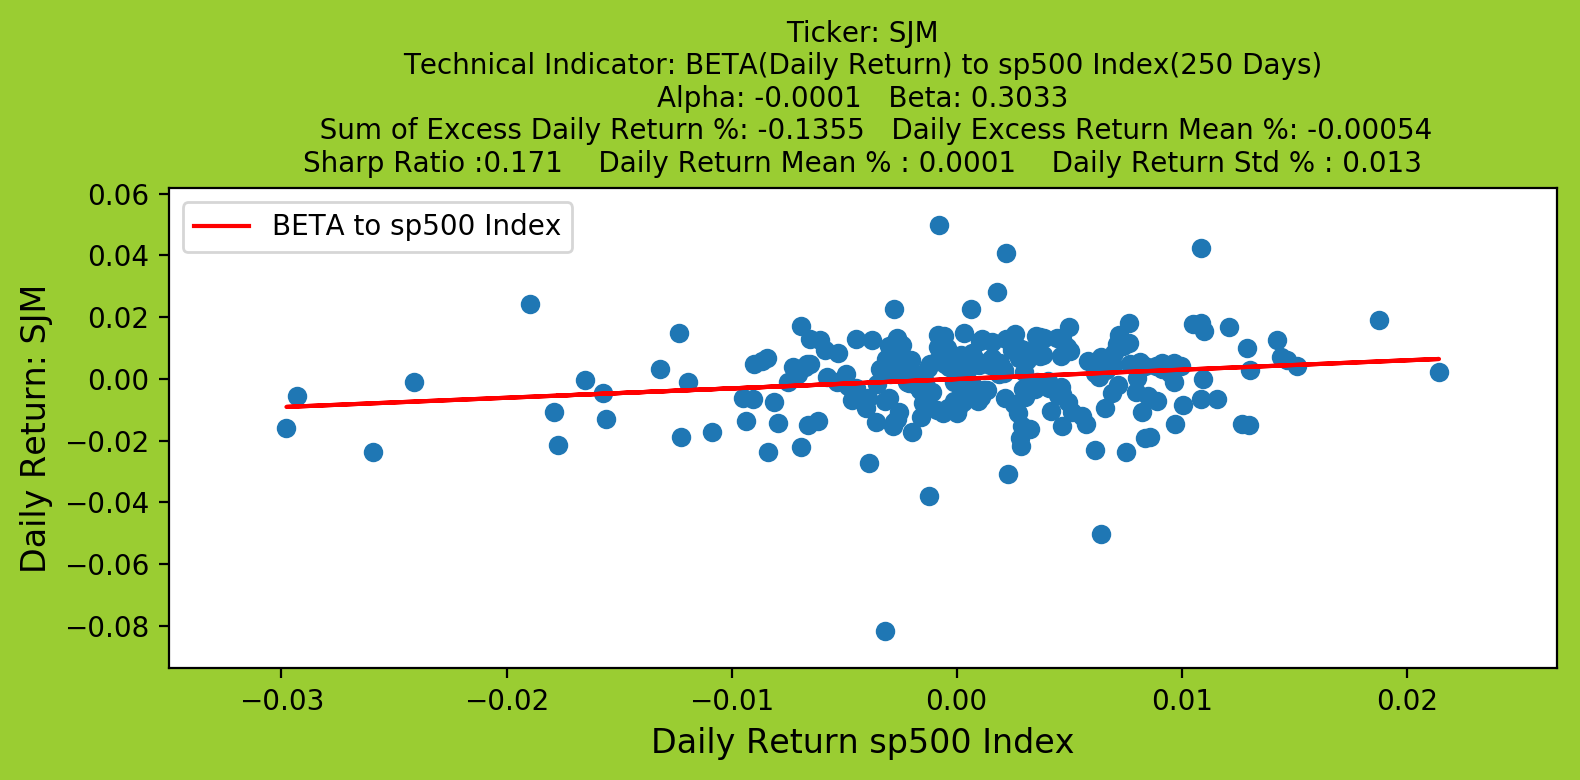 Ticker: SJM
Technical Indicator: BETA(Daily Return) to sp500 Index(250 Days)
Alpha: -0.0001   Beta: 0.3033
Sum of Excess Daily Return %: -0.1355   Daily Excess Return Mean %: -0.00054
Sharp Ratio :0.171    Daily Return Mean % : 0.0001    Daily Return Std % : 0.013
BETA to sp500 Index
Daily Return: SJM
0.06
0.04
0.02
0.00
−0.02
−0.04
−0.06
−0.08
−0.03 −0.02 −0.01 0.00 0.01 0.02
Daily Return sp500 Index